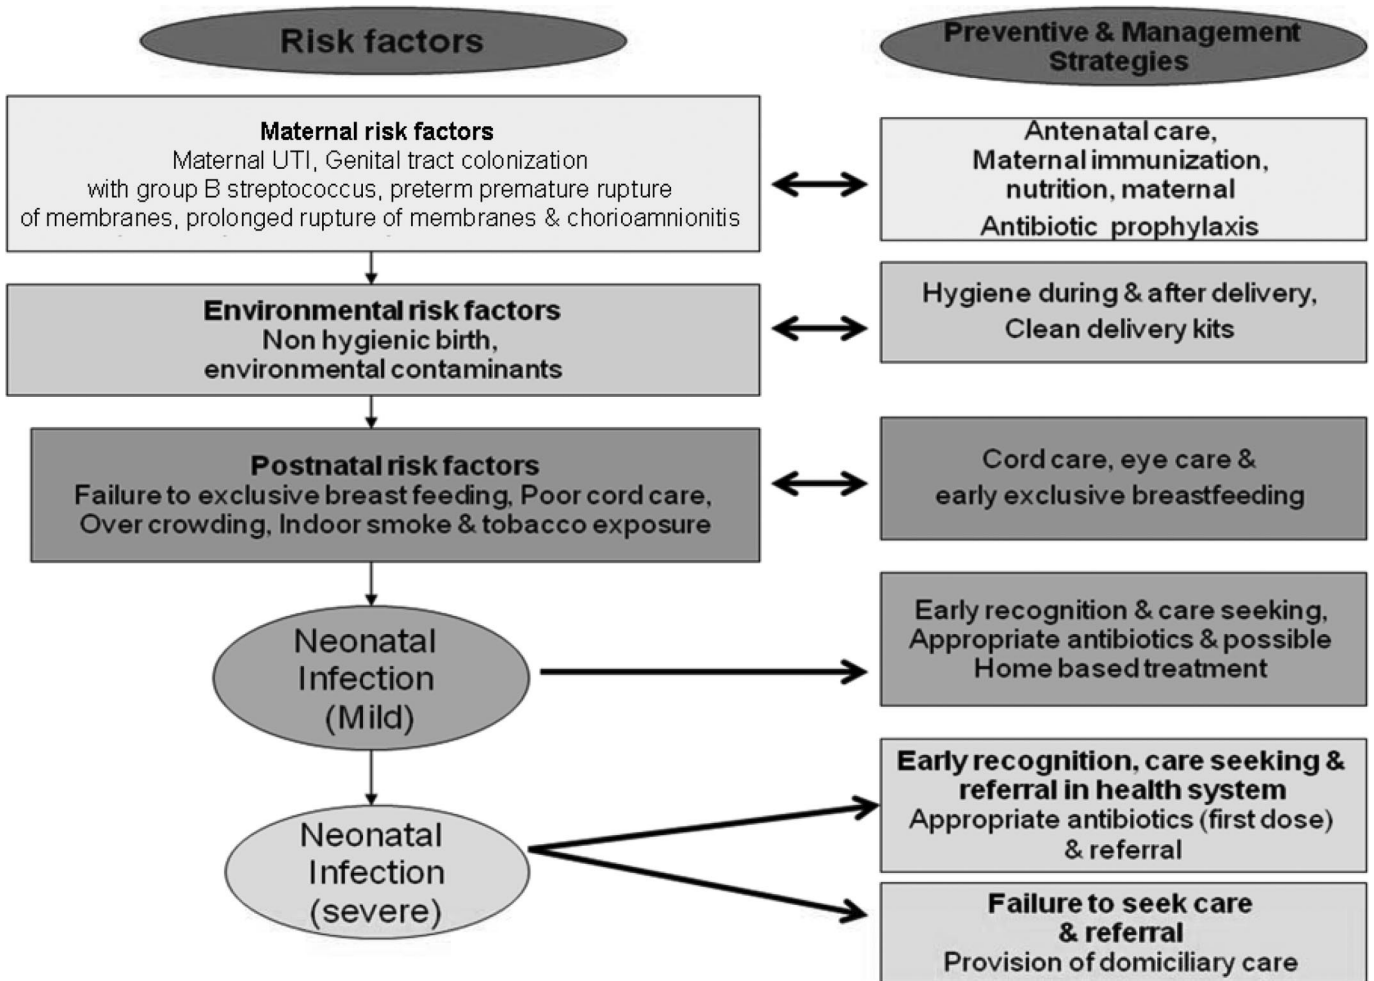 Risk factors
Preventive & Management
Strategies
Maternal risk factors
Maternal UTI, Genital tract colonization
with group B streptococcus, preterm premature rupture
of membranes, prolonged rupture of membranes & chorioamnionitis
Antenatal care,
Maternal immunization,
nutrition, maternal
Antibiotic prophylaxis
Environmental risk factors
Non hygienic birth,
environmental contaminants
Hygiene during & after delivery,
Clean delivery kits
Postnatal risk factors
Failure to exclusive breast feeding, Poor cord care,
Over crowding, Indoor smoke & tobacco exposure
Cord care, eye care &
early exclusive breastfeeding
Neonatal
Infection
(Mild)
Early recognition & care seeking,
Appropriate antibiotics & possible
Home based treatment
Neonatal
Infection
(severe)
Early recognition, care seeking &
referral in health system
Appropriate antibiotics (first dose)
& referral
Failure to seek care
& referral
Provision of domiciliary care